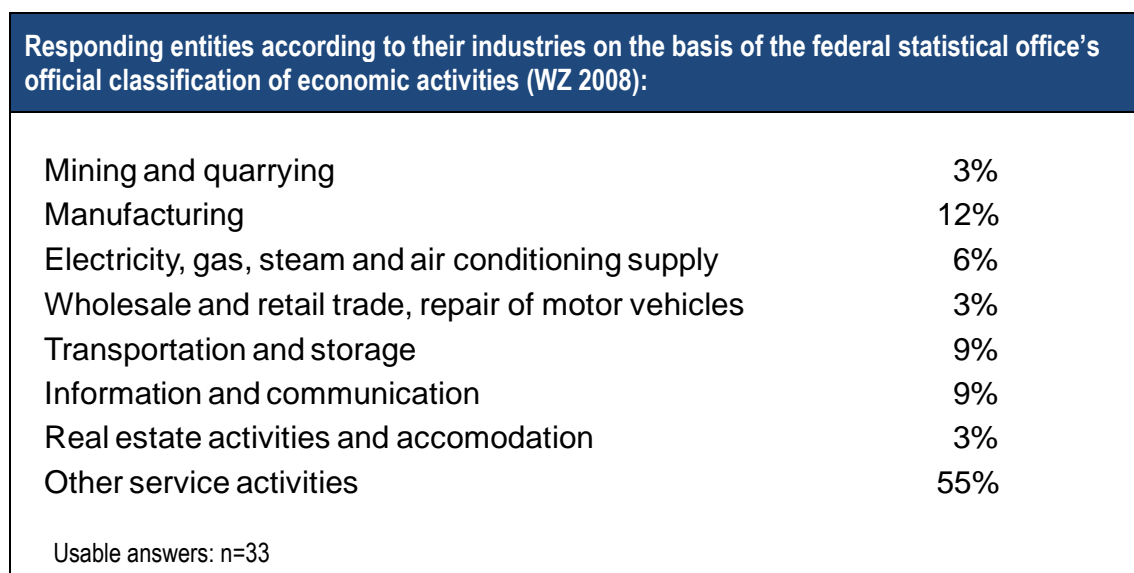 Responding entities according to their industries on the basis of the federal statistical office’s
official classification of economic activities (WZ 2008):
Mining and quarrying 3%
Manufacturing 12%
Electricity, gas, steam and air conditioning supply 6%
Wholesale and retail trade, repair of motor vehicles 3%
Transportation and storage 9%
Information and communication 9%
Real estate activities and accomodation 3%
Other service activities 55%
Usable answers: n=33